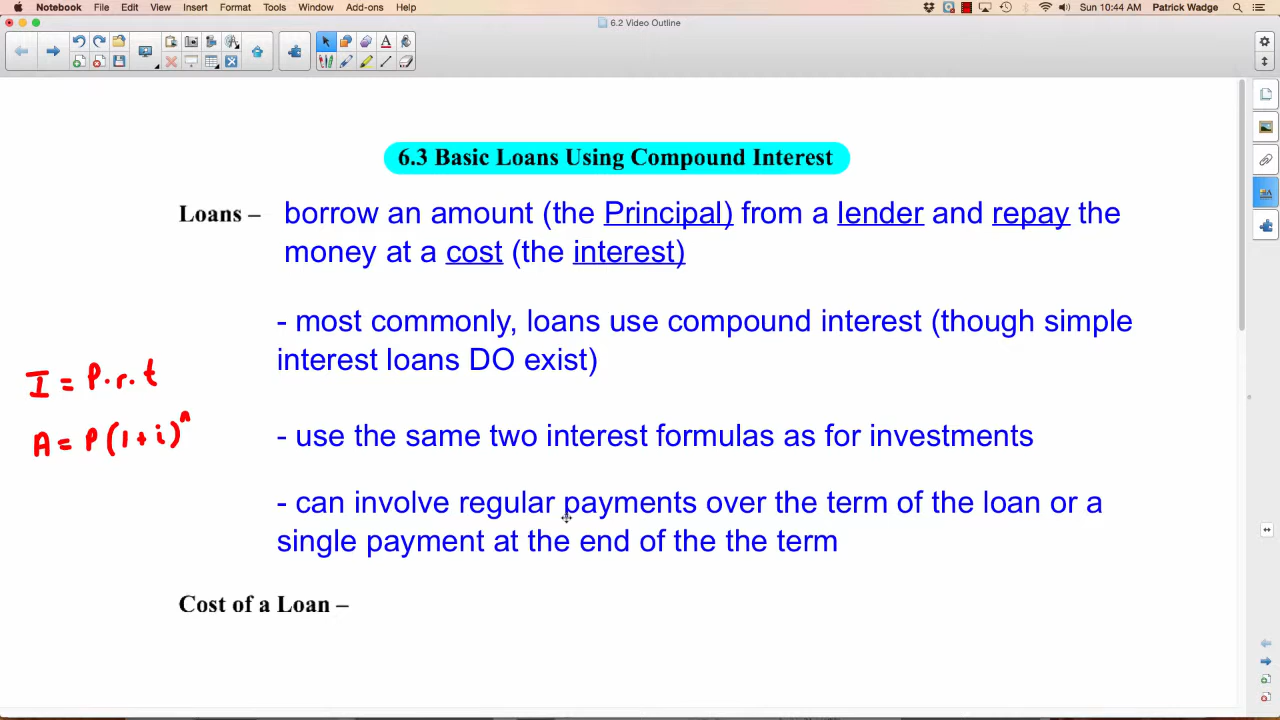 Notebook File Edit View Insert Format Tools Window Add-ons Help Sun 10:44 AM Patrick Wadge
6.2 Video Outline
6.3 Basic Loans Using Compound Interest
Loans – borrow an amount (the Principal) from a lender and repay the
money at a cost (the interest)
- most commonly, loans use compound interest (though simple
interest loans DO exist)
I = P.r.t
A = P(1+i)^n
- use the same two interest formulas as for investments
- can involve regular payments over the term of the loan or a
single payment at the end of the the term
Cost of a Loan –